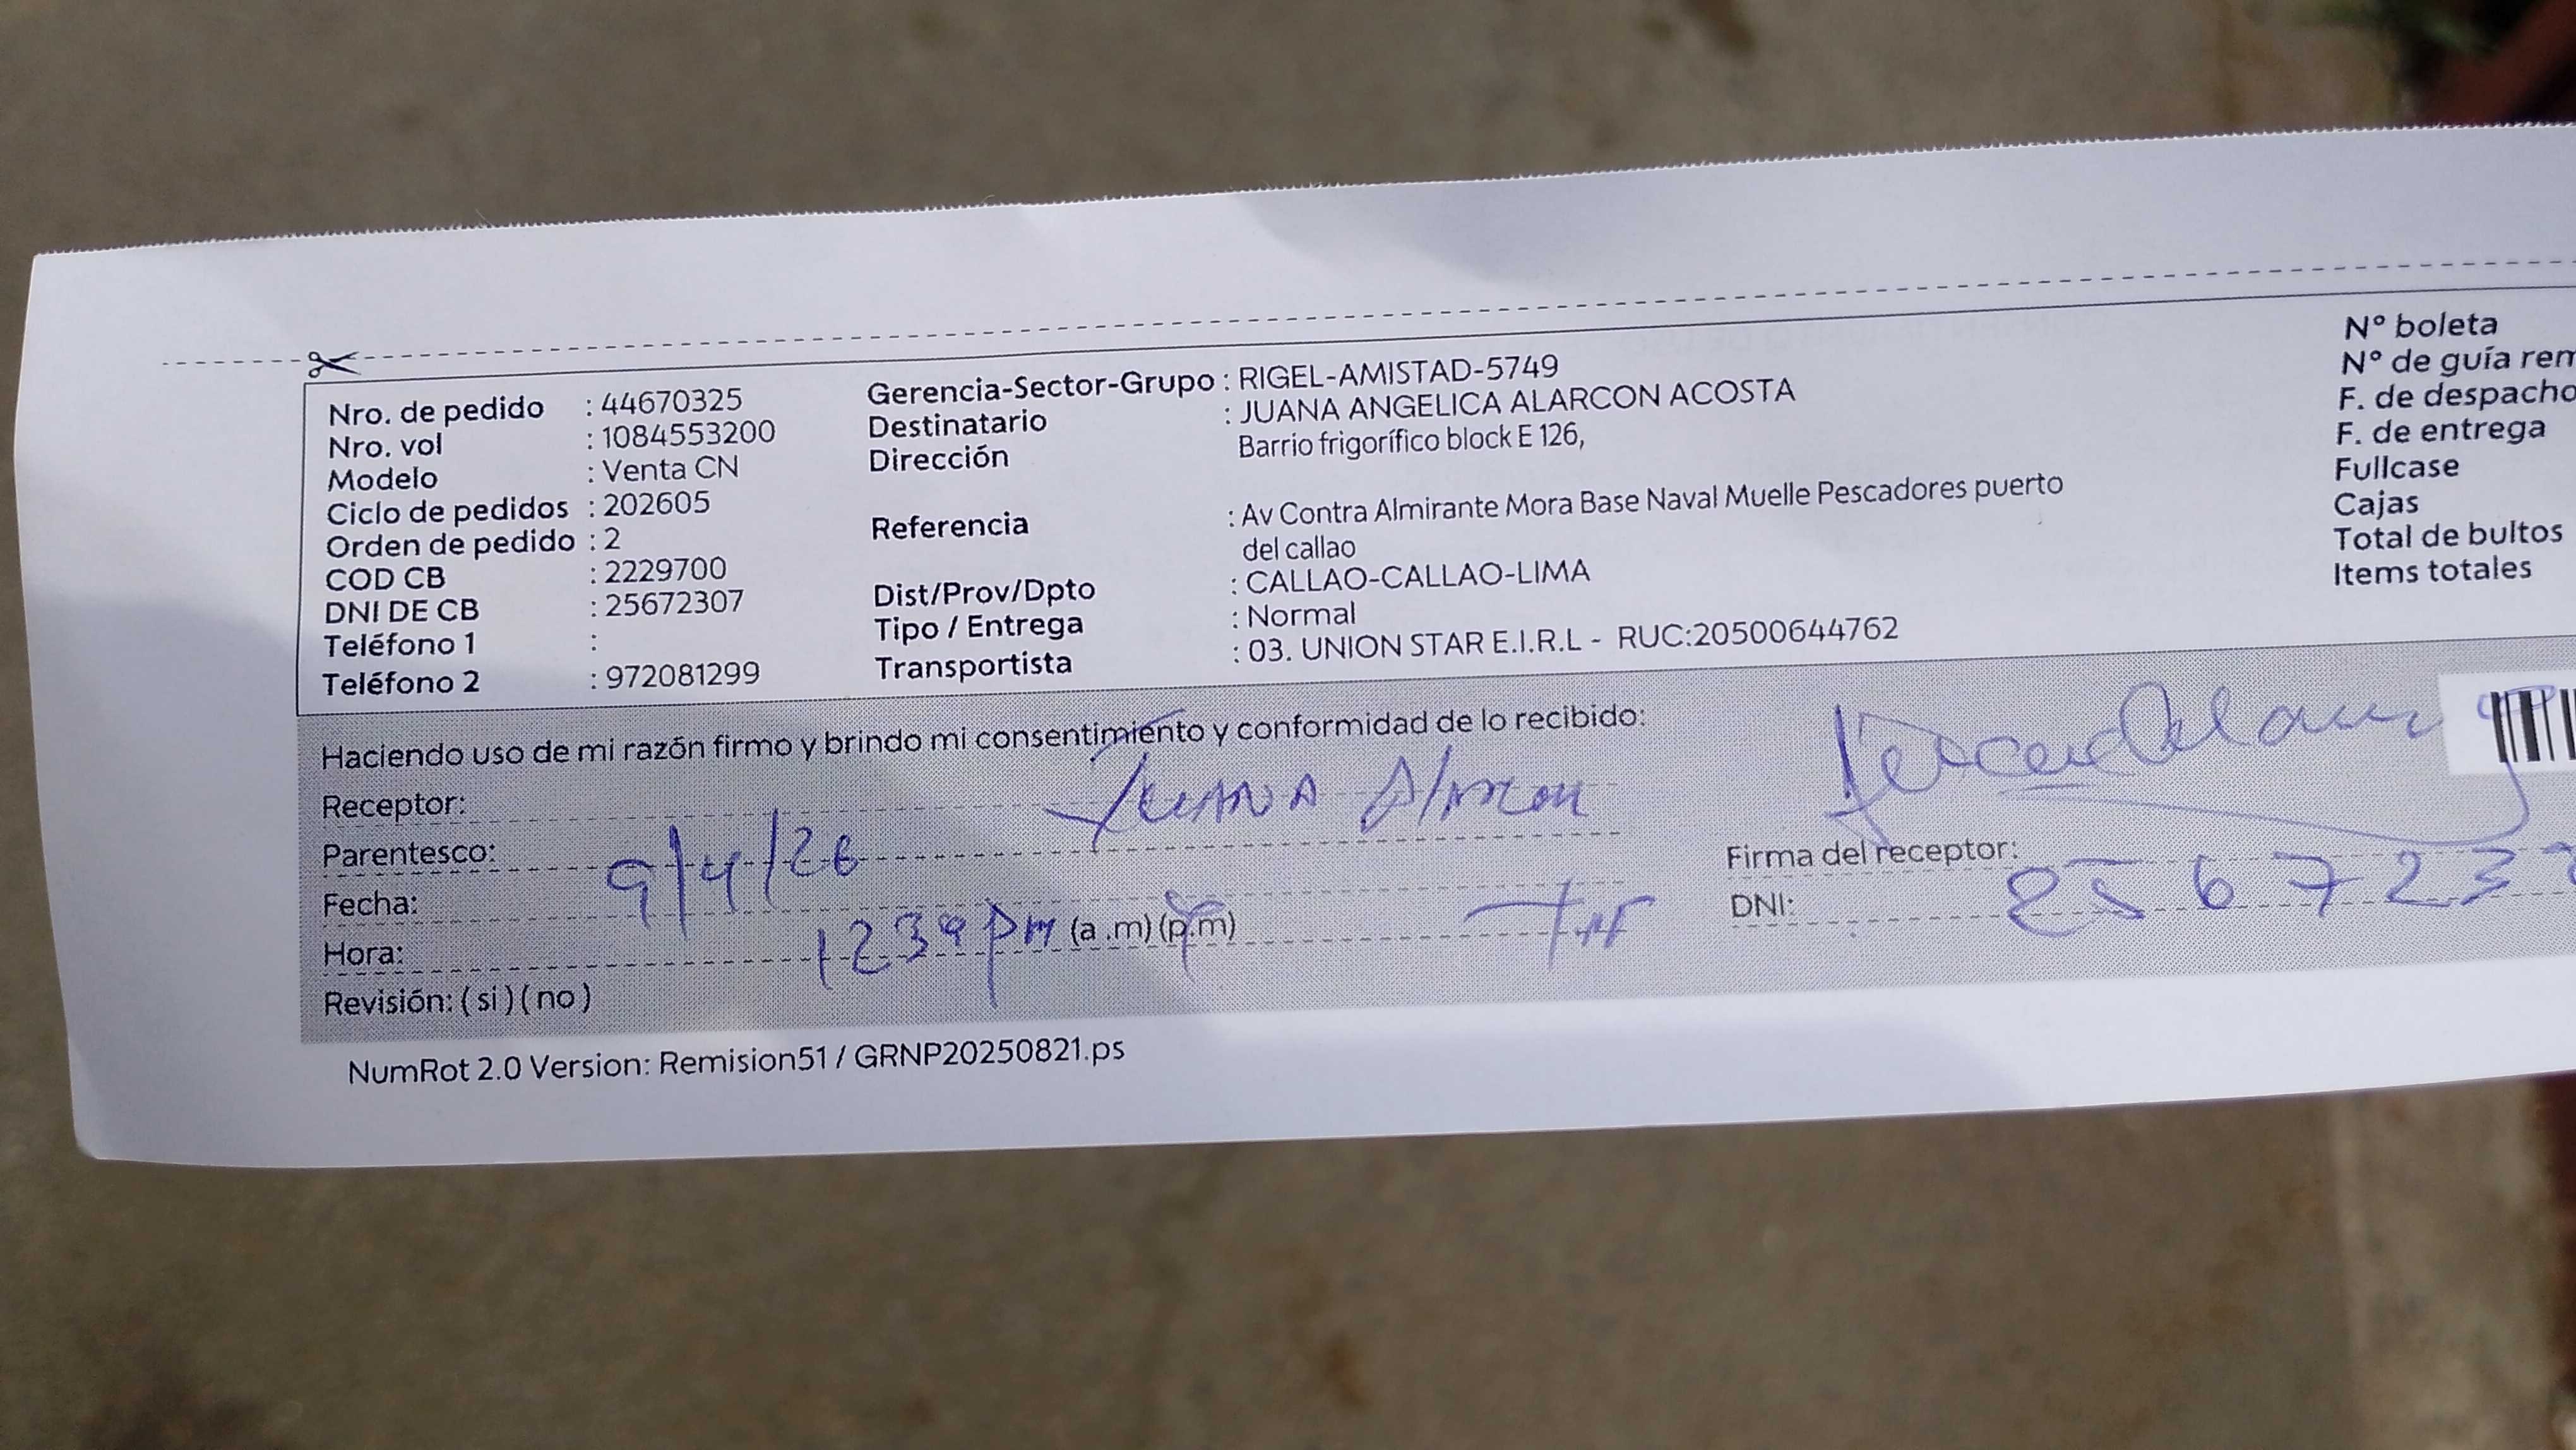 Nro. de pedido : 44670325
Nro. vol : 1084553200
Modelo : Venta CN
Ciclo de pedidos : 202605
Orden de pedido : 2
COD CB : 2229700
DNI DE CB : 25672307
Teléfono 1 :
Teléfono 2 : 972081299
Gerencia-Sector-Grupo : RIGEL-AMISTAD-5749
Destinatario : JUANA ANGELICA ALARCON ACOSTA
Dirección Barrio frigorífico block E 126,
Referencia : Av Contra Almirante Mora Base Naval Muelle Pescadores puerto
del callao
Dist/Prov/Dpto : CALLAO-CALLAO-LIMA
Tipo / Entrega : Normal
Transportista : 03. UNION STAR E.I.R.L - RUC:20500644762
N° boleta
N° de guía rem
F. de despacho
F. de entrega
Fullcase
Cajas
Total de bultos
Items totales
Haciendo uso de mi razón firmo y brindo mi consentimiento y conformidad de lo recibido:
Receptor: Juana Alarcon
Parentesco:
Fecha: 9/4/26
Hora: 1239 pm (a .m) (p.m)
Revisión: ( si ) ( no )
Firma del receptor:
DNI: 2567230
NumRot 2.0 Version: Remision51 / GRNP20250821.ps